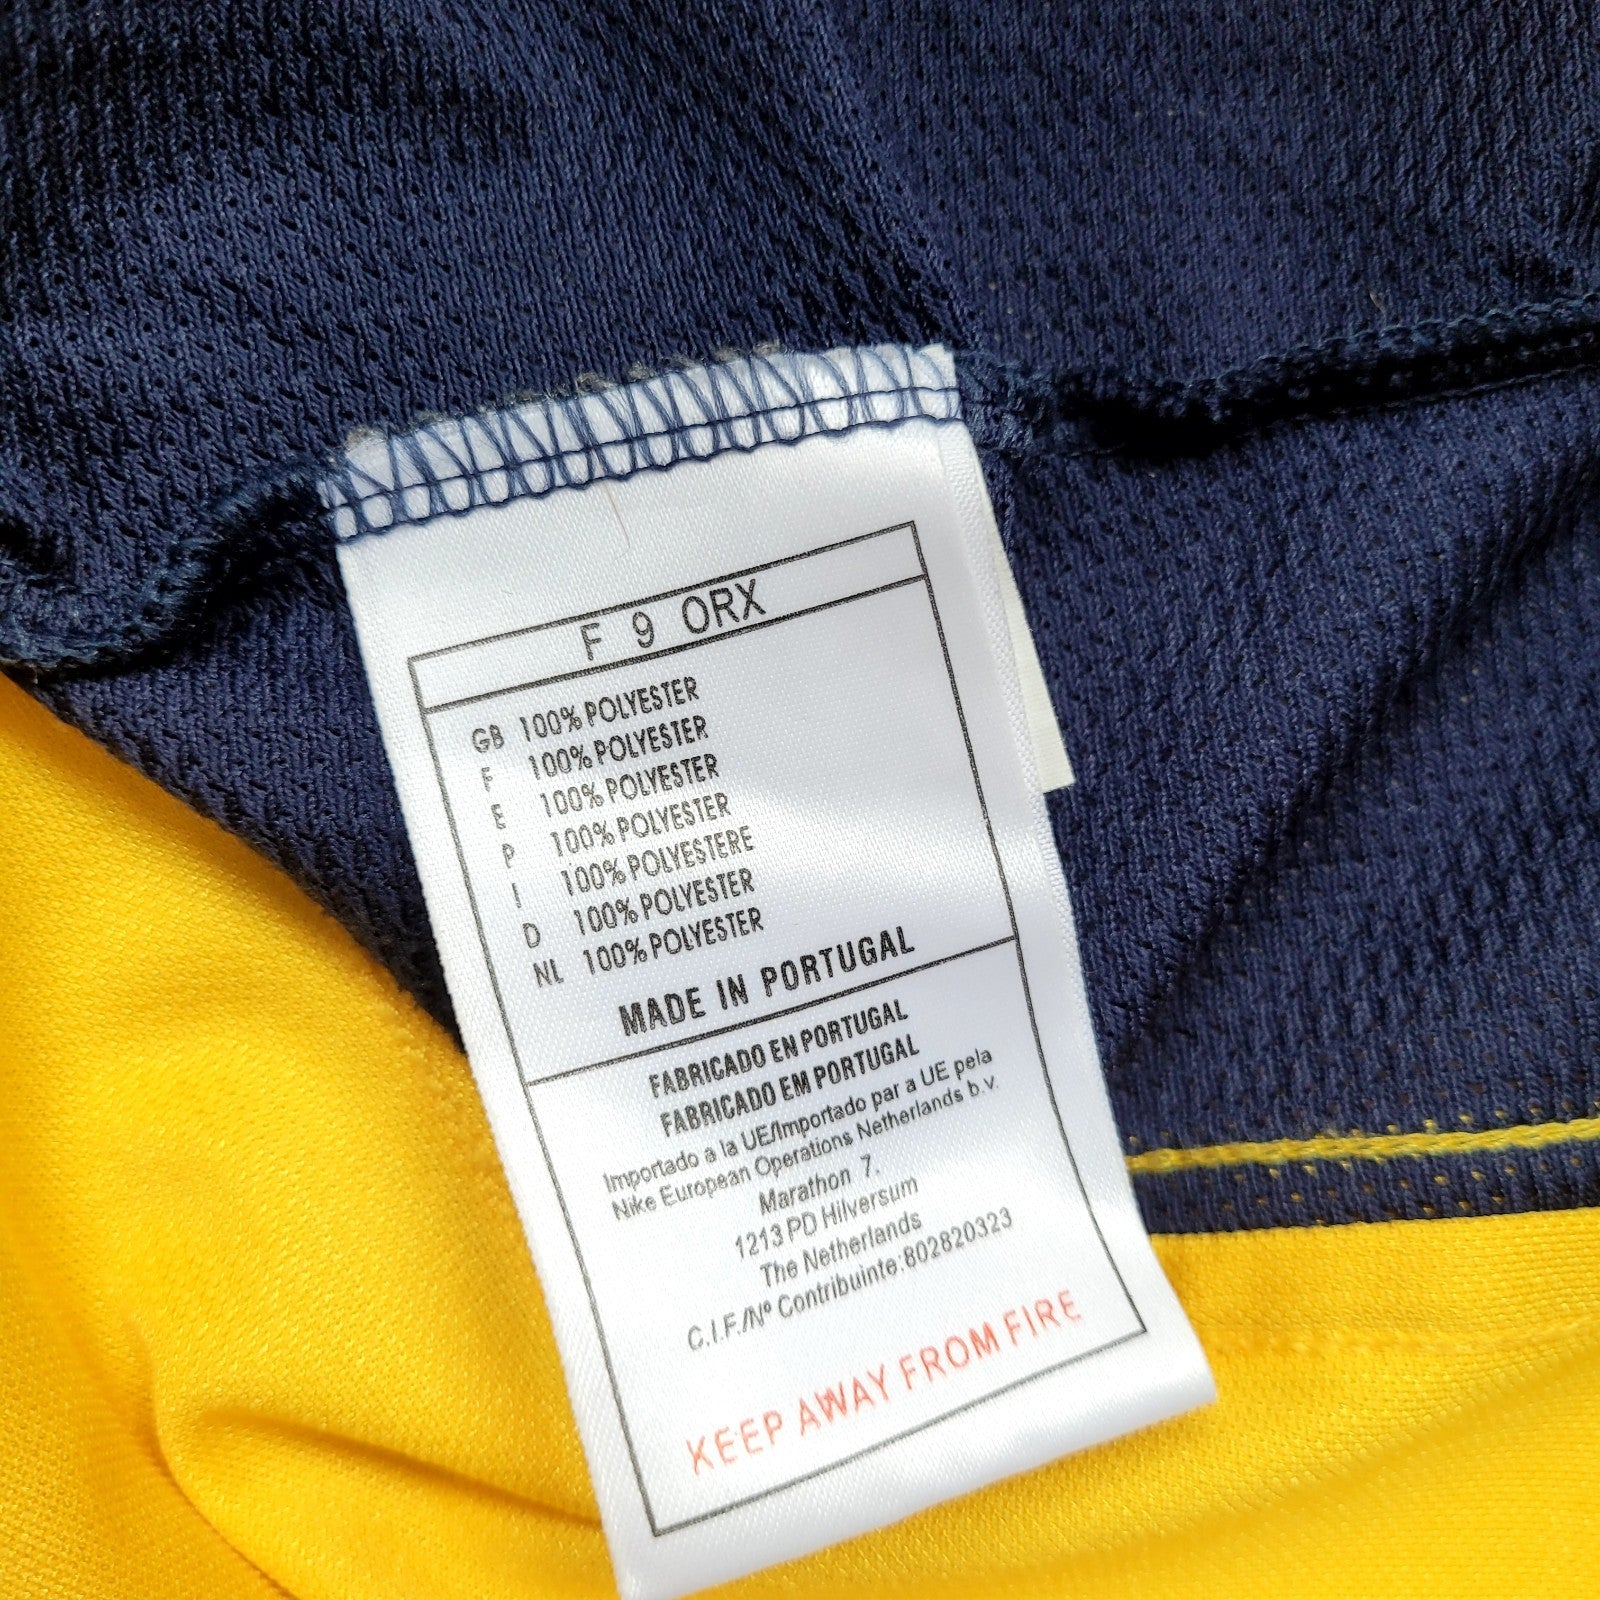 F 9 ORX
GB 100% POLYESTER
F 100% POLYESTER
E 100% POLYESTER
P 100% POLYESTER
I 100% POLYESTERE
D 100% POLYESTER
NL 100% POLYESTER
MADE IN PORTUGAL
FABRICADO EN PORTUGAL
FABRICADO EM PORTUGAL
Importado a la UE/Importado par a UE pela
Nike European Operations Netherlands b.v.
Marathon 7.
1213 PD Hilversum
The Netherlands
C.I.F./Nº Contribuinte:802820323
KEEP AWAY FROM FIRE